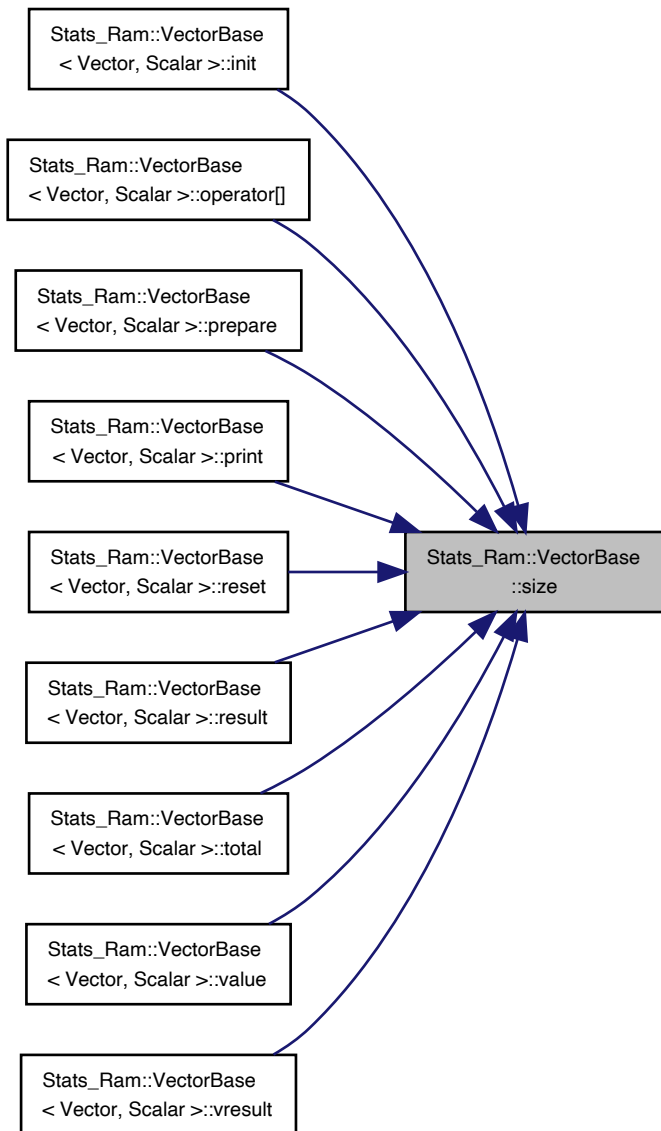 Stats_Ram::VectorBase
< Vector, Scalar >::init
Stats_Ram::VectorBase
< Vector, Scalar >::operator[]
Stats_Ram::VectorBase
< Vector, Scalar >::prepare
Stats_Ram::VectorBase
< Vector, Scalar >::print
Stats_Ram::VectorBase
< Vector, Scalar >::reset
Stats_Ram::VectorBase
::size
Stats_Ram::VectorBase
< Vector, Scalar >::result
Stats_Ram::VectorBase
< Vector, Scalar >::total
Stats_Ram::VectorBase
< Vector, Scalar >::value
Stats_Ram::VectorBase
< Vector, Scalar >::vresult